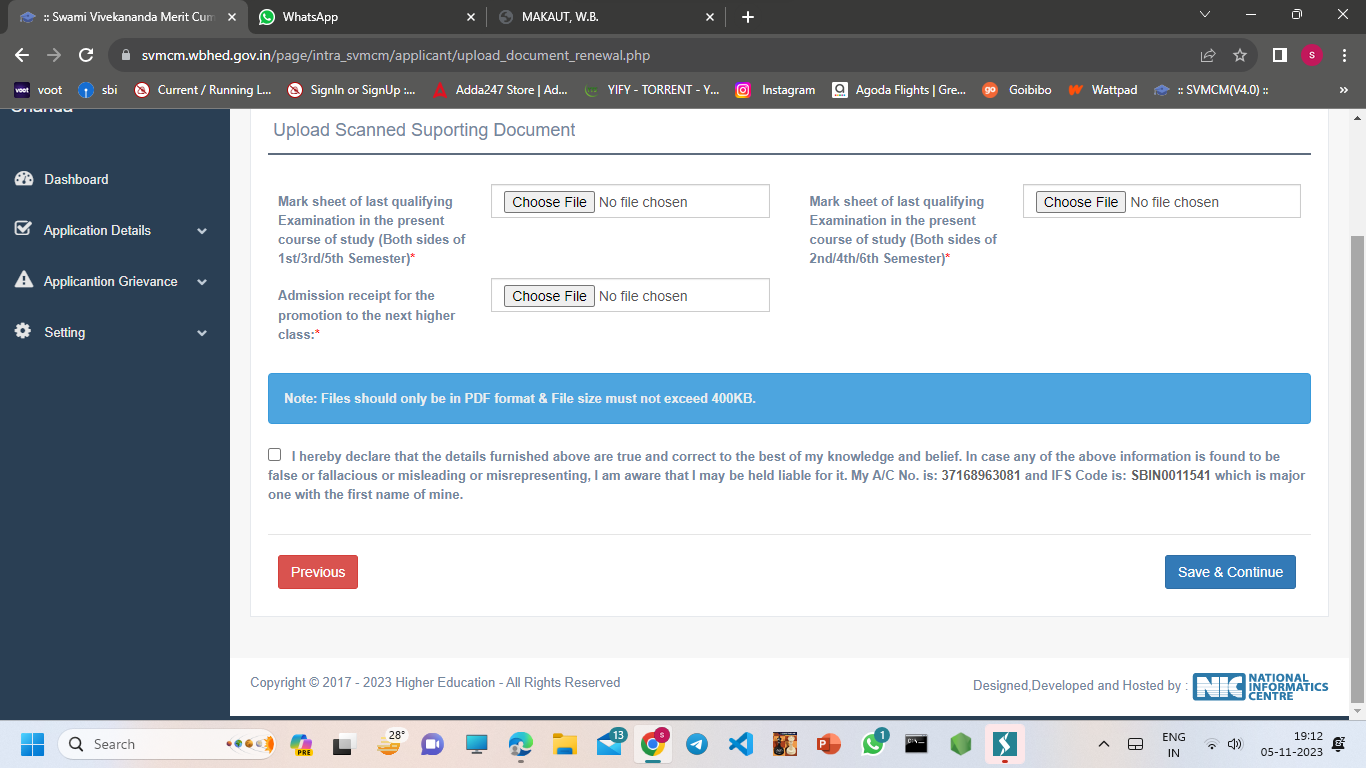 :: Swami Vivekananda Merit Cum
WhatsApp
MAKAUT, W.B.
svmcm.wbhed.gov.in/page/intra_svmcm/applicant/upload_document_renewal.php
S
voot
voot
sbi
Current / Running L...
SignIn or SignUp :...
Adda247 Store | Ad...
YIFY - TORRENT - Y...
Instagram
Agoda Flights | Gre...
go
Goibibo
Wattpad
:: SVMCM(V4.0) ::
»
Dashboard
Application Details
Applicantion Grievance
Setting
Upload Scanned Suporting Document
Mark sheet of last qualifying
Examination in the present
course of study (Both sides of
1st/3rd/5th Semester)*
Choose File No file chosen
Mark sheet of last qualifying
Examination in the present
course of study (Both sides of
2nd/4th/6th Semester)*
Choose File No file chosen
Admission receipt for the
promotion to the next higher
class:*
Choose File No file chosen
Note: Files should only be in PDF format & File size must not exceed 400KB.
I hereby declare that the details furnished above are true and correct to the best of my knowledge and belief. In case any of the above information is found to be
false or fallacious or misleading or misrepresenting, I am aware that I may be held liable for it. My A/C No. is: 37168963081 and IFS Code is: SBIN0011541 which is major
one with the first name of mine.
Previous
Save & Continue
Copyright © 2017 - 2023 Higher Education - All Rights Reserved
Designed,Developed and Hosted by :
NIC
NATIONAL
INFORMATICS
CENTRE
Search
PRE
28°
13
S
1
ENG
IN
19:12
05-11-2023